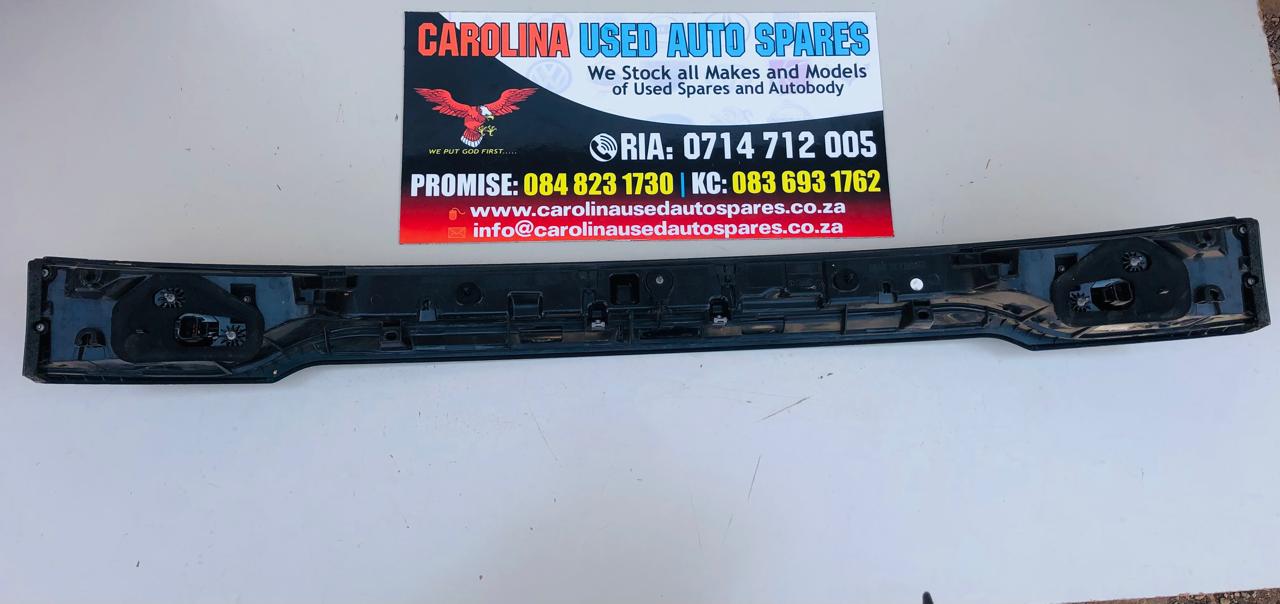 CAROLINA USED AUTO SPARES
We Stock all Makes and Models
of Used Spares and Autobody
WE PUT GOD FIRST.....
RIA: 0714 712 005
PROMISE: 084 823 1730 | KC: 083 693 1762
www.carolinausedautospares.co.za
info@carolinausedautospares.co.za